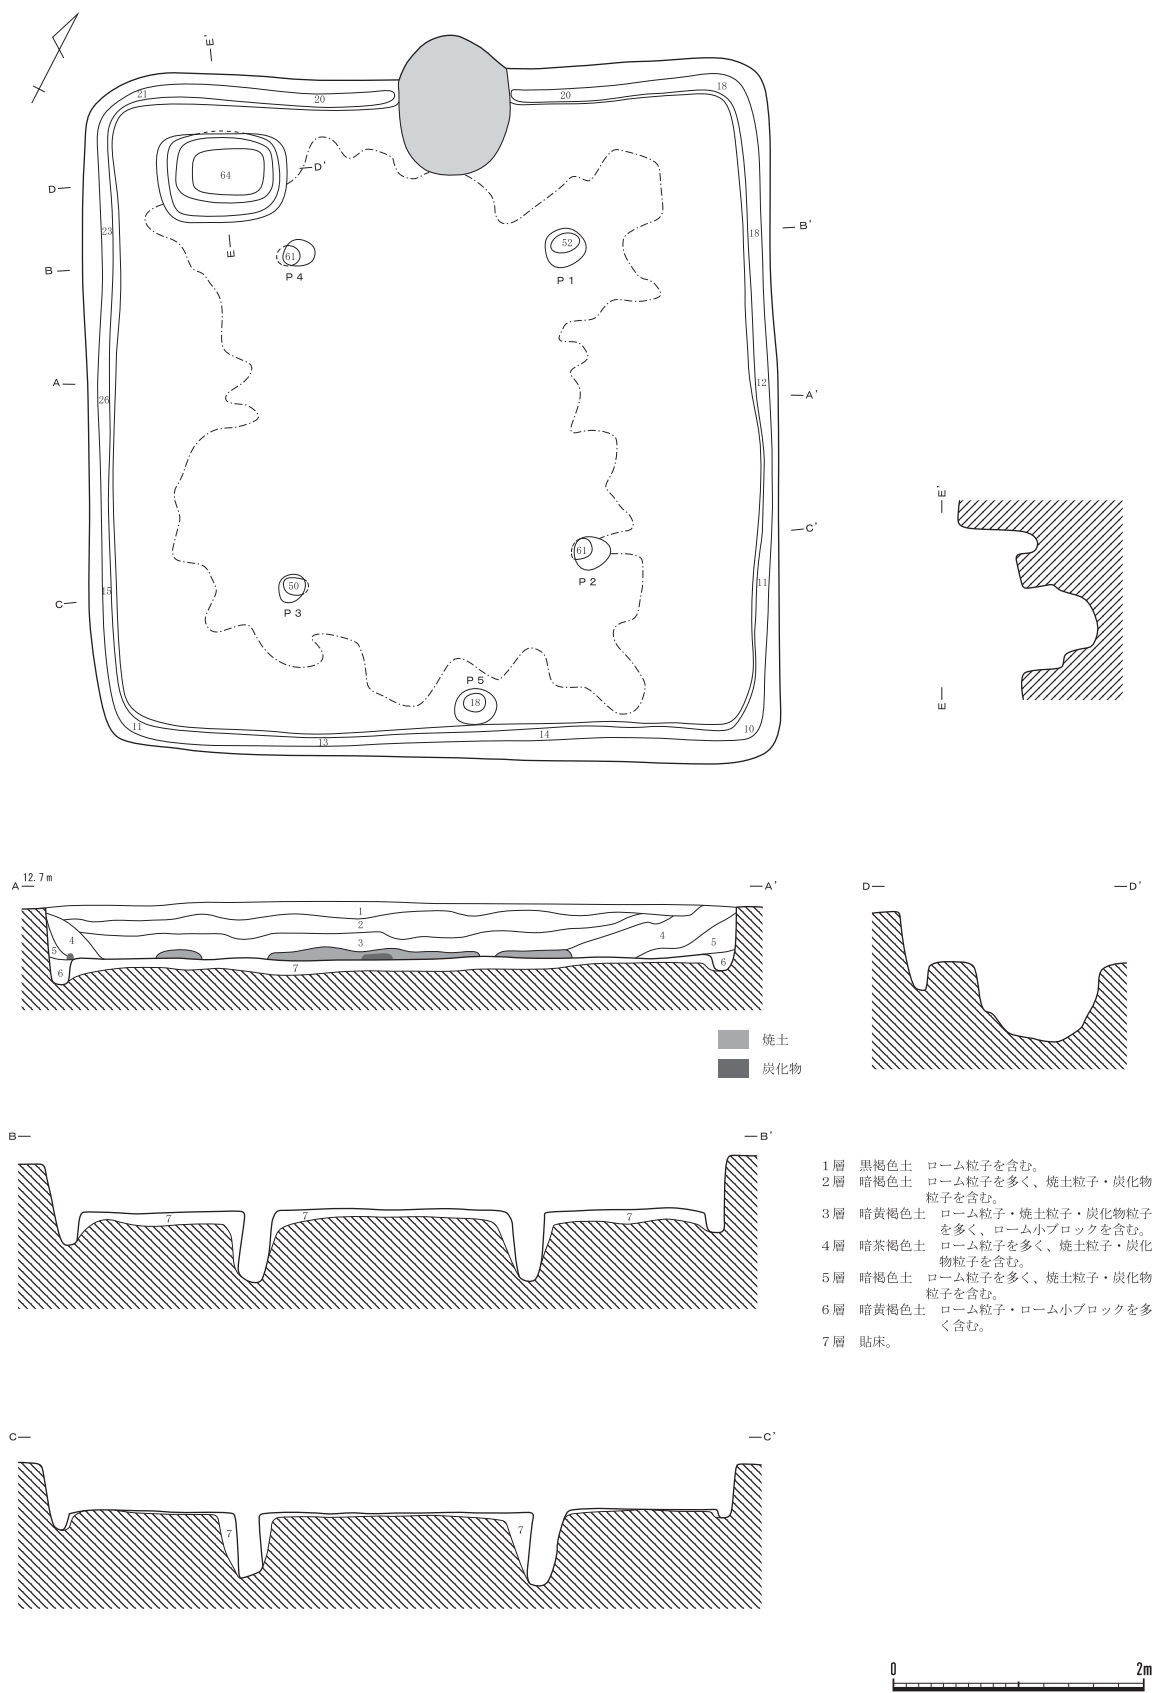 E'
21
20
20
18
64
D'
D
23
E
61
P 4
52
P 1
18
B'
B
A
26
12
A'
E'
C'
61
P 2
11
15
50
P 3
C
P 5
18
E
11
13
14
10
A
12.7m
A'
D
D'
1
2
3
4
5
6
4
5
6
7
焼土
炭化物
B
B'
7
7
7
1層 黒褐色土 ローム粒子を含む。
2層 暗褐色土 ローム粒子を多く、焼土粒子・炭化物
粒子を含む。
3層 暗黄褐色土 ローム粒子・焼土粒子・炭化物粒子
を多く、ローム小ブロックを含む。
4層 暗茶褐色土 ローム粒子を多く、焼土粒子・炭化
物粒子を含む。
5層 暗褐色土 ローム粒子を多く、焼土粒子・炭化物
粒子を含む。
6層 暗黄褐色土 ローム粒子・ローム小ブロックを多
く含む。
7層 貼床。
C
C'
7
7
0
2m